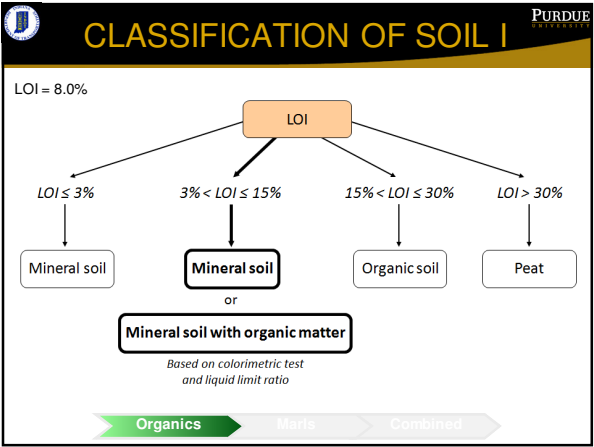 CLASSIFICATION OF SOIL I
PURDUE
UNIVERSITY
LOI = 8.0%
LOI
LOI ≤ 3%
3% < LOI ≤ 15%
15% < LOI ≤ 30%
LOI > 30%
Mineral soil
Mineral soil
Organic soil
Peat
or
Mineral soil with organic matter
Based on colorimetric test
and liquid limit ratio
Organics
Marls
Combined